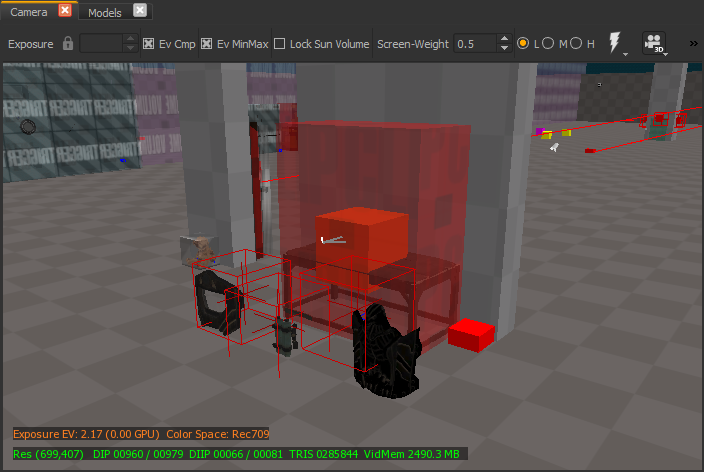 Camera Models
Exposure Ev Cmp Ev MinMax Lock Sun Volume Screen-Weight 0.5 L M H
3D
TRIGGER
Exposure EV: 2.17 (0.00 GPU) Color Space: Rec709
Res (699,407) DIP 00960 / 00979 DIIP 00066 / 00081 TRIS 0285844 VidMem 2490.3 MB